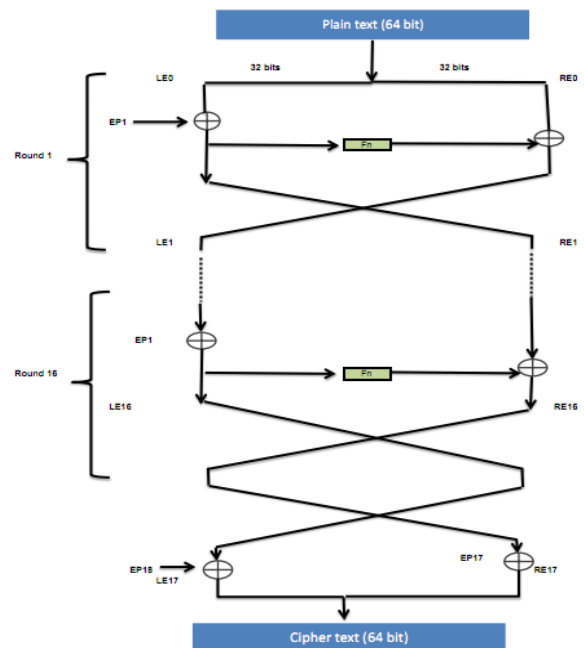 Plain text (64 bit)
LE0
32 bits
32 bits
RE0
EP1
Fn
Round 1
LE1
RE1
EP1
Round 16
Fn
LE16
RE16
EP18
LE17
EP17
RE17
Cipher text (64 bit)